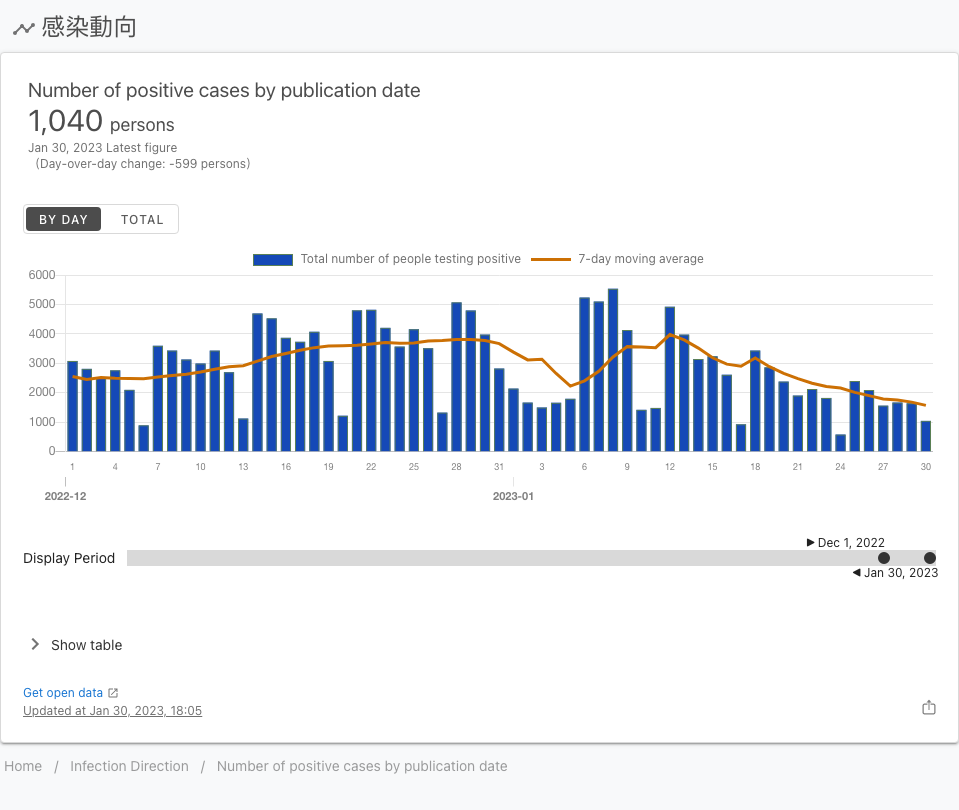 感染動向
Number of positive cases by publication date
1,040 persons
Jan 30, 2023 Latest figure
(Day-over-day change: -599 persons)
BY DAY TOTAL
Total number of people testing positive 7-day moving average
6000
5000
4000
3000
2000
1000
0
1 4 7 10 13 16 19 22 25 28 31 3 6 9 12 15 18 21 24 27 30
2022-12 2023-01
Dec 1, 2022
Display Period
Jan 30, 2023
Show table
Get open data
Updated at Jan 30, 2023, 18:05
Home / Infection Direction / Number of positive cases by publication date